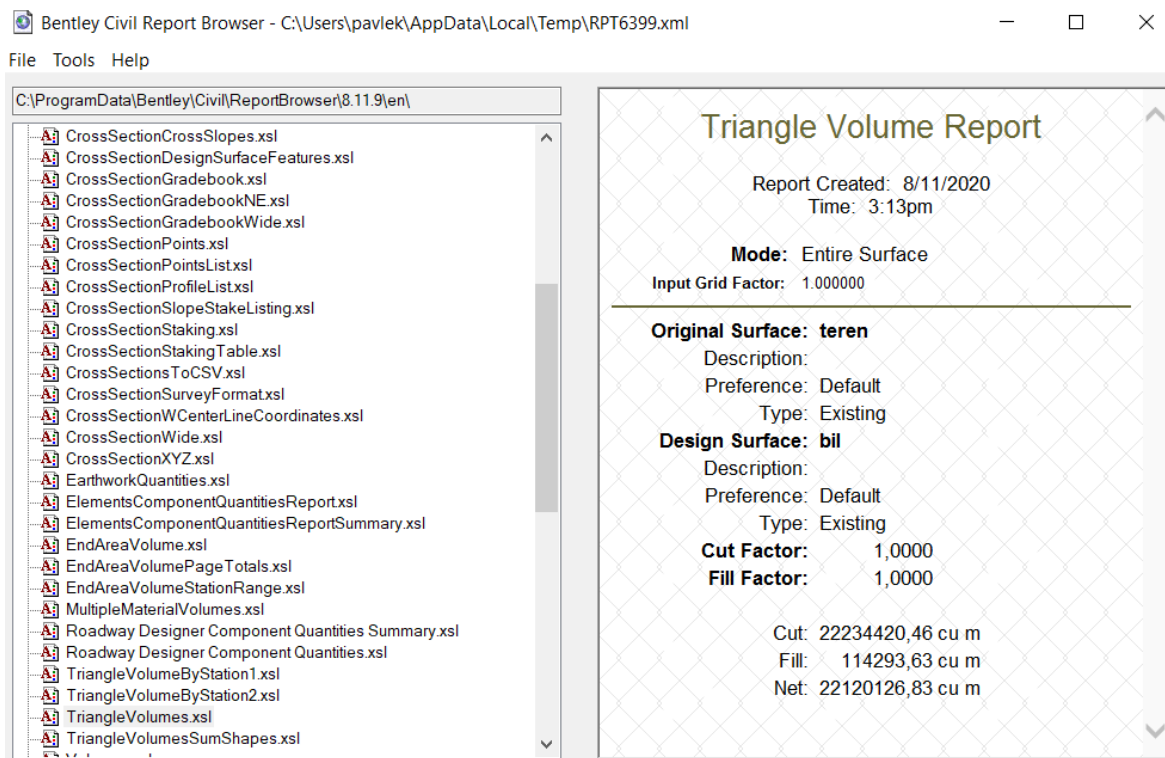 Bentley Civil Report Browser - C:\Users\pavlek\AppData\Local\Temp\RPT6399.xml
File Tools Help
C:\ProgramData\Bentley\Civil\ReportBrowser\8.11.9\en\
CrossSectionCrossSlopes.xsl
CrossSectionDesignSurfaceFeatures.xsl
CrossSectionGradebook.xsl
CrossSectionGradebookNE.xsl
CrossSectionGradebookWide.xsl
CrossSectionPoints.xsl
CrossSectionPointsList.xsl
CrossSectionProfileList.xsl
CrossSectionSlopeStakeListing.xsl
CrossSectionStaking.xsl
CrossSectionStakingTable.xsl
CrossSectionsToCSV.xsl
CrossSectionSurveyFormat.xsl
CrossSectionWCenterLineCoordinates.xsl
CrossSectionWide.xsl
CrossSectionXYZ.xsl
EarthworkQuantities.xsl
ElementsComponentQuantitiesReport.xsl
ElementsComponentQuantitiesReportSummary.xsl
EndAreaVolume.xsl
EndAreaVolumePageTotals.xsl
EndAreaVolumeStationRange.xsl
MultipleMaterialVolumes.xsl
Roadway Designer Component Quantities Summary.xsl
Roadway Designer Component Quantities.xsl
TriangleVolumeByStation1.xsl
TriangleVolumeByStation2.xsl
TriangleVolumes.xsl
TriangleVolumesSumShapes.xsl
Triangle Volume Report
Report Created: 8/11/2020
Time: 3:13pm
Mode: Entire Surface
Input Grid Factor: 1.000000
Original Surface: teren
Description:
Preference: Default
Type: Existing
Design Surface: bil
Description:
Preference: Default
Type: Existing
Cut Factor: 1,0000
Fill Factor: 1,0000
Cut: 22234420,46 cu m
Fill: 114293,63 cu m
Net: 22120126,83 cu m